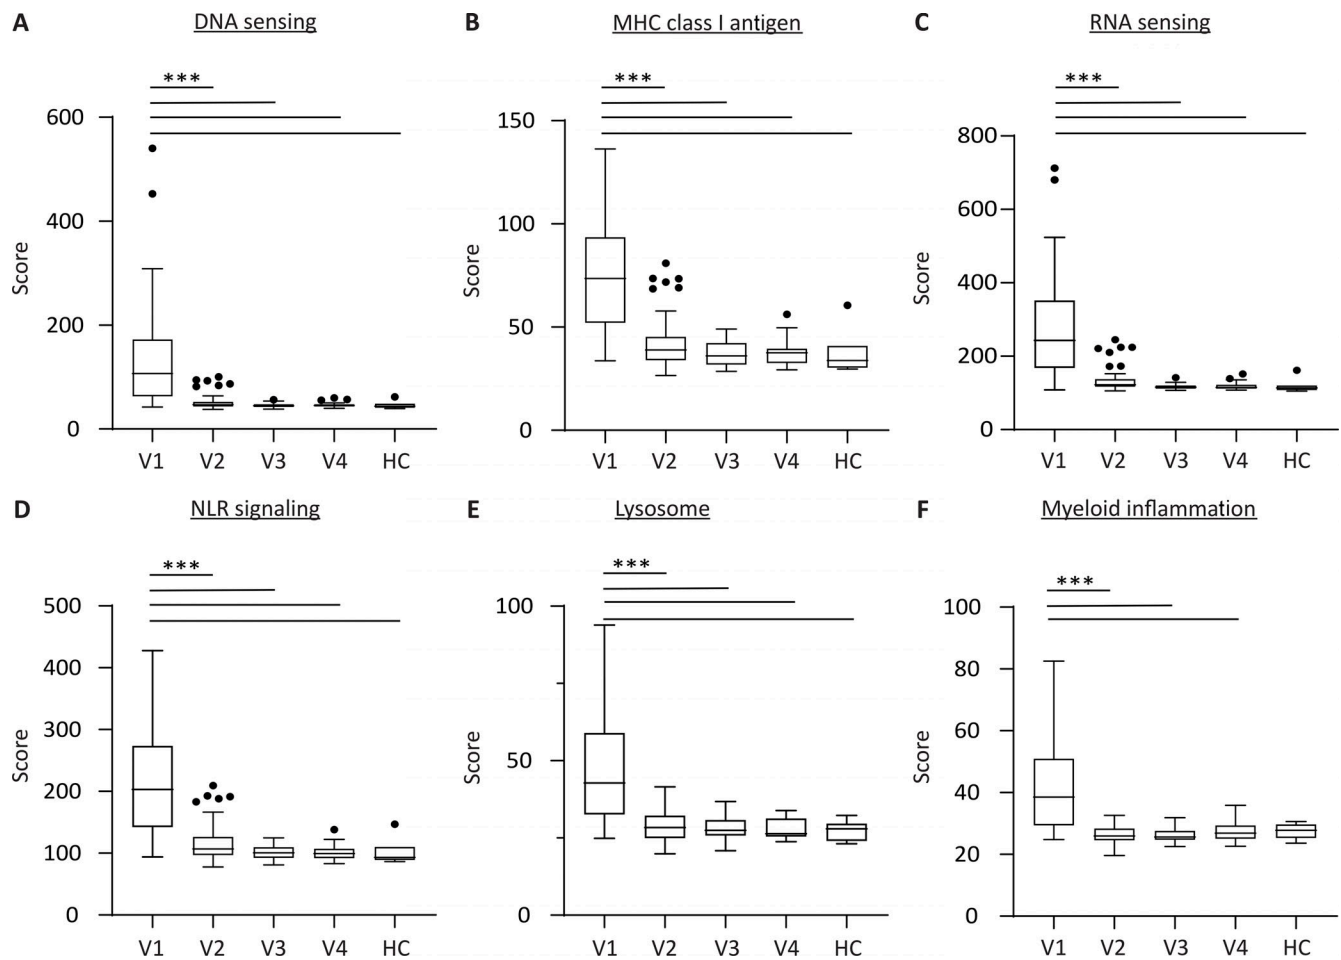 A DNA sensing
***
600
400
200
0
Score
V1 V2 V3 V4 HC
B MHC class I antigen
***
150
100
50
0
Score
V1 V2 V3 V4 HC
C RNA sensing
***
800
600
400
200
0
Score
V1 V2 V3 V4 HC
D NLR signaling
***
500
400
300
200
100
0
Score
V1 V2 V3 V4 HC
E Lysosome
***
100
50
0
Score
V1 V2 V3 V4 HC
F Myeloid inflammation
***
100
80
60
40
20
0
Score
V1 V2 V3 V4 HC